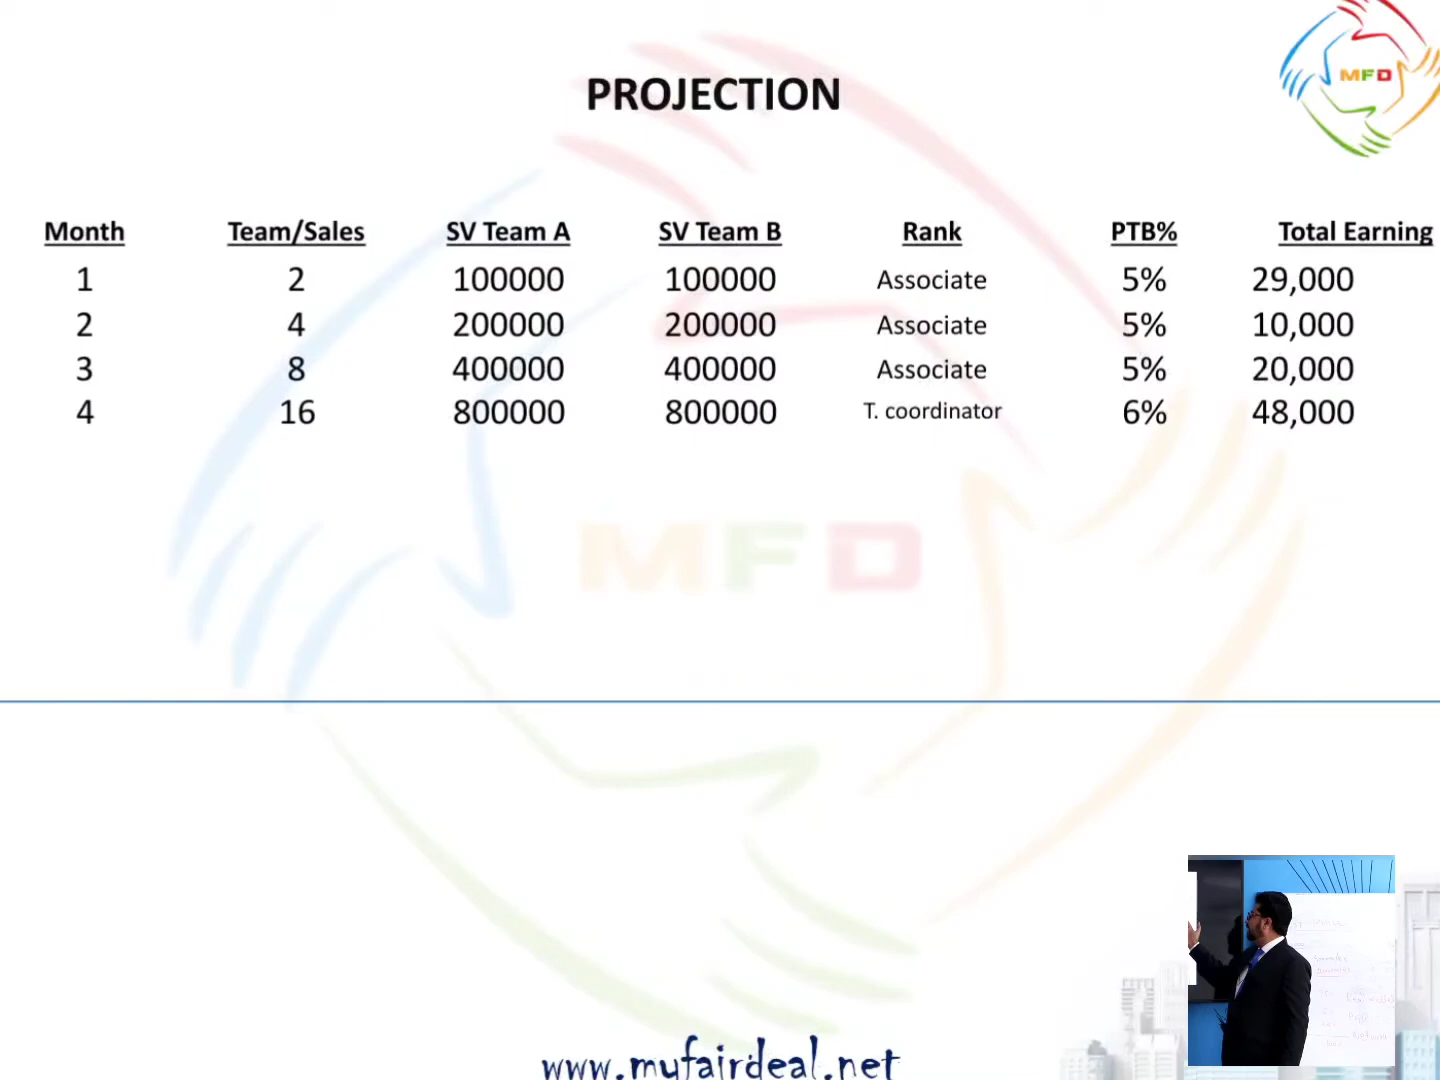 PROJECTION
MFD
Month Team/Sales SV Team A SV Team B Rank PTB% Total Earning
1 2 100000 100000 Associate 5% 29,000
2 4 200000 200000 Associate 5% 10,000
3 8 400000 400000 Associate 5% 20,000
4 16 800000 800000 T. coordinator 6% 48,000
MFD
www.mufairdeal.net